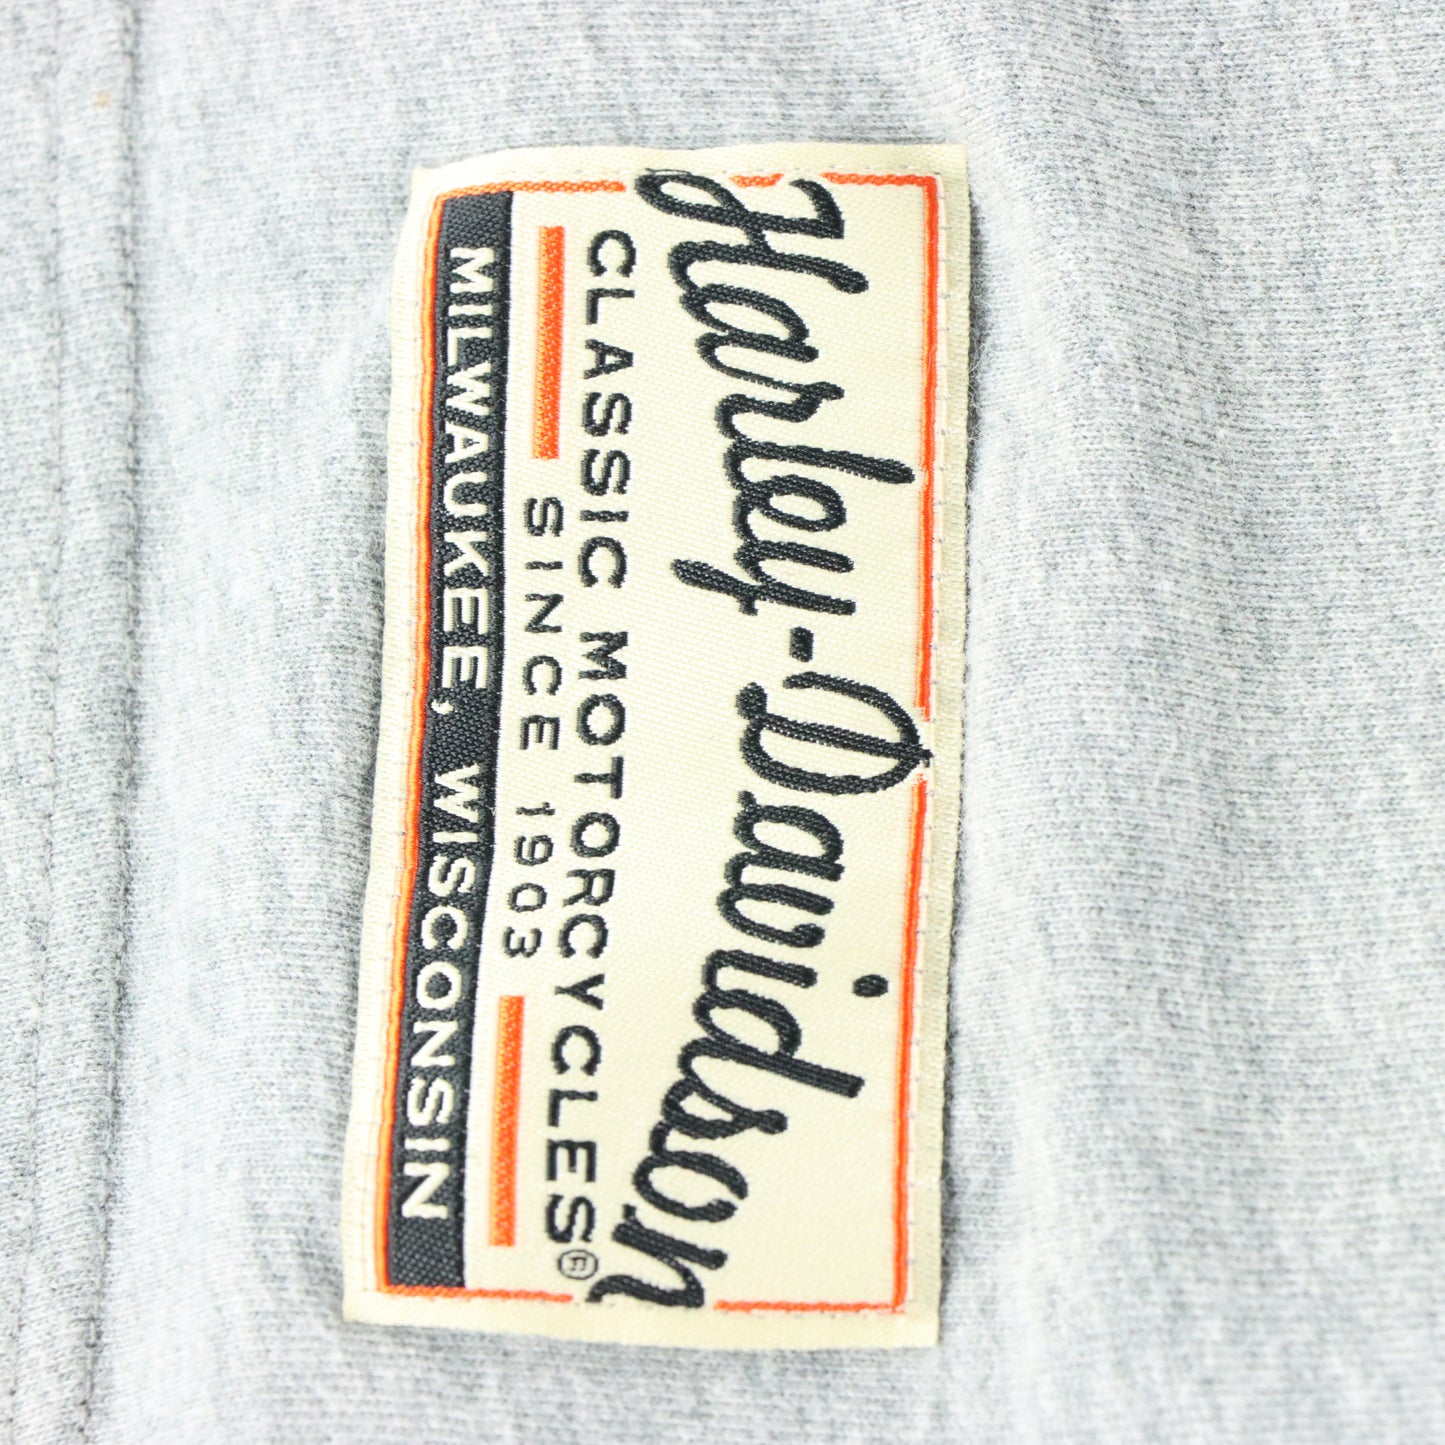 Harley-Davidson
CLASSIC MOTORCYCLES®
SINCE 1903
MILWAUKEE, WISCONSIN